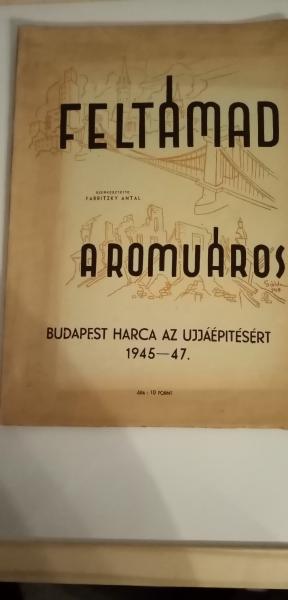 FELTÁMAD
SZERKESZTETTE
FABRITZKY ANTAL
A ROMVÁROS
BUDAPEST HARCA AZ UJJÁÉPITÉSÉRT
1945—47.
ÁRA: 10 FORINT